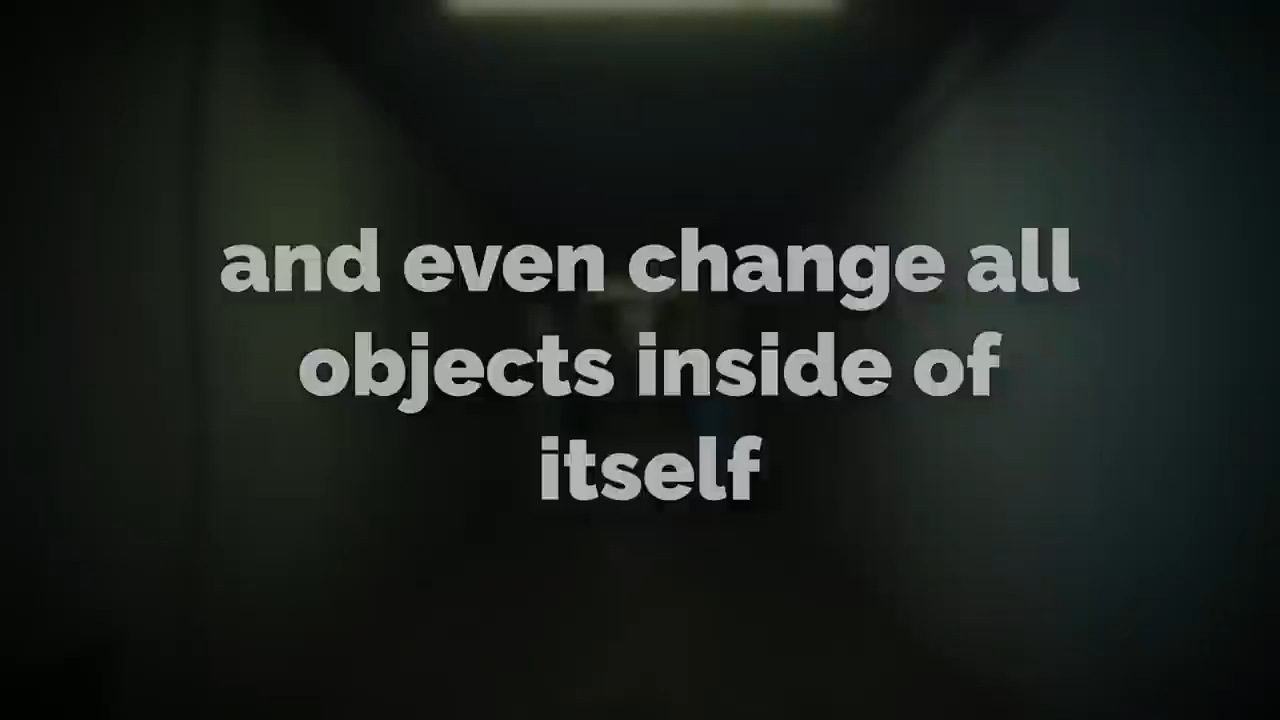 and even change all
objects inside of
itself